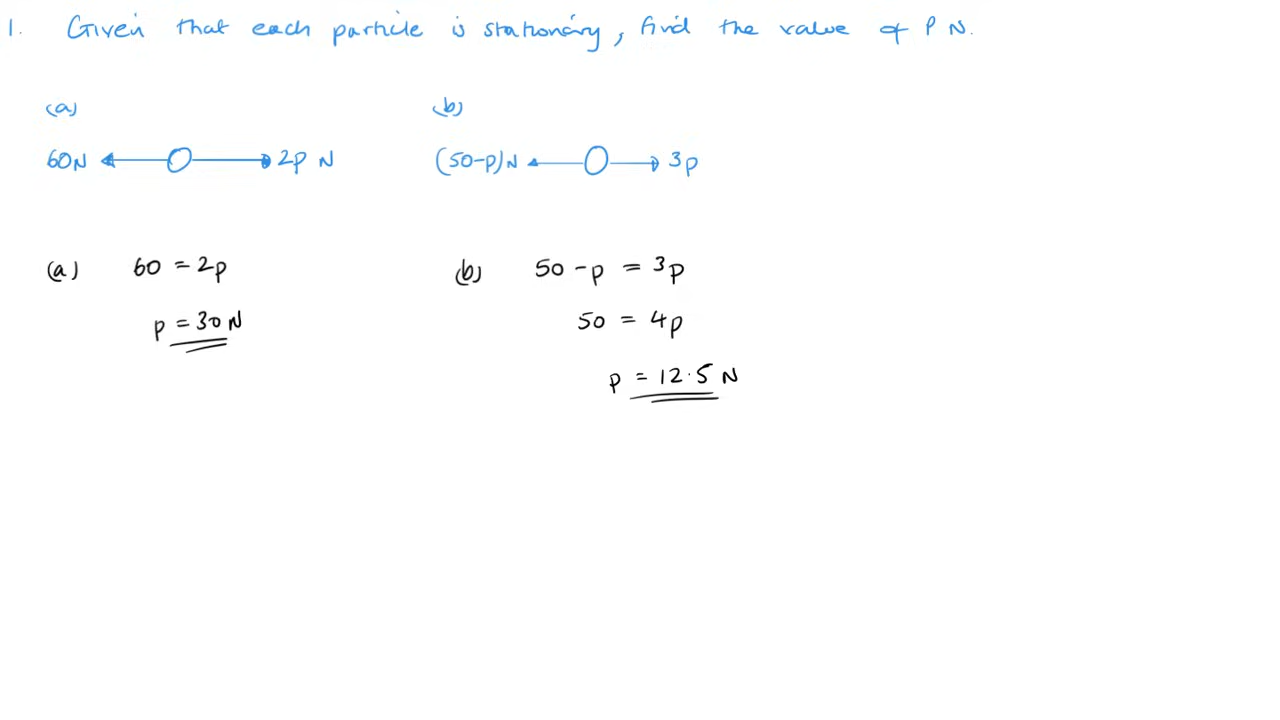 1. Given that each particle is stationary, find the value of P N.
(a) (b)
60N 2p N (50-p)N 3p
(a) 60 = 2p (b) 50 - p = 3p
p = 30 N 50 = 4p
p = 12.5 N